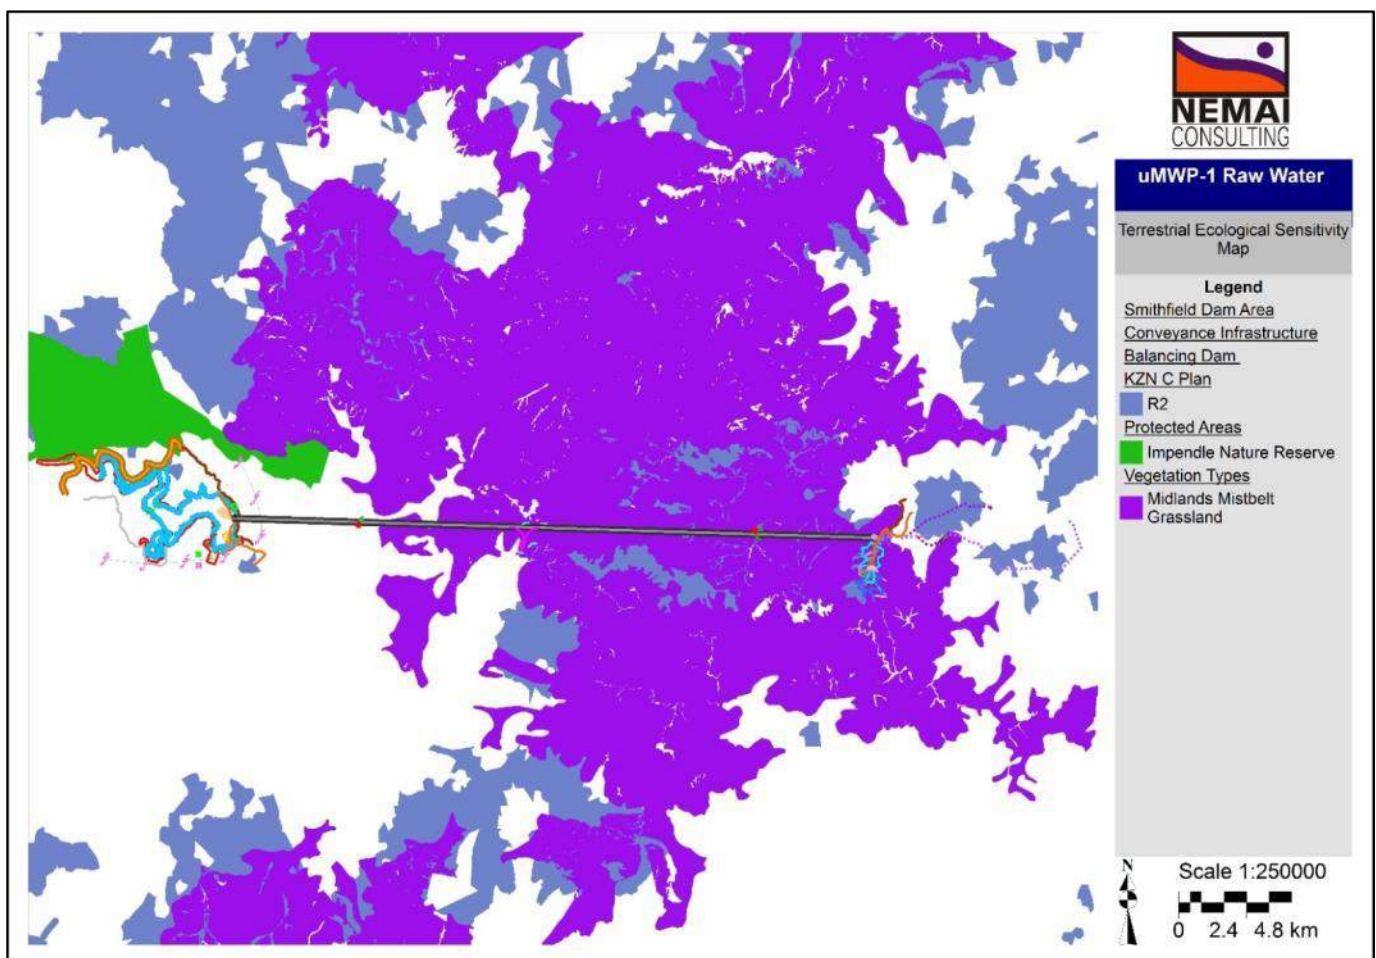 NEMAI
CONSULTING
uMWP-1 Raw Water
Terrestrial Ecological Sensitivity
Map
Legend
Smithfield Dam Area
Conveyance Infrastructure
Balancing Dam
KZN C Plan
R2
Protected Areas
Impendle Nature Reserve
Vegetation Types
Midlands Mistbelt
Grassland
N
Scale 1:250000
0 2.4 4.8 km